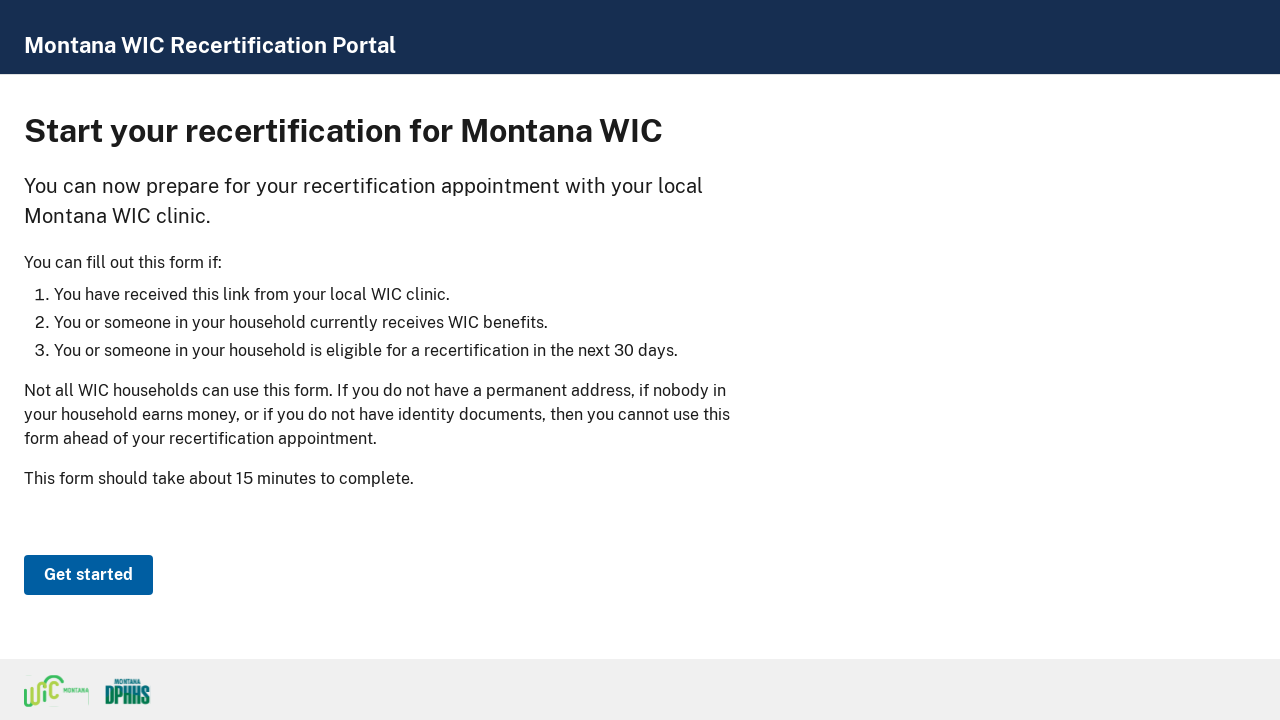 Montana WIC Recertification Portal
Start your recertification for Montana WIC
You can now prepare for your recertification appointment with your local
Montana WIC clinic.
You can fill out this form if:
1. You have received this link from your local WIC clinic.
2. You or someone in your household currently receives WIC benefits.
3. You or someone in your household is eligible for a recertification in the next 30 days.
Not all WIC households can use this form. If you do not have a permanent address, if nobody in
your household earns money, or if you do not have identity documents, then you cannot use this
form ahead of your recertification appointment.
This form should take about 15 minutes to complete.
Get started
WiC MONTANA
MONTANA
DPHHS